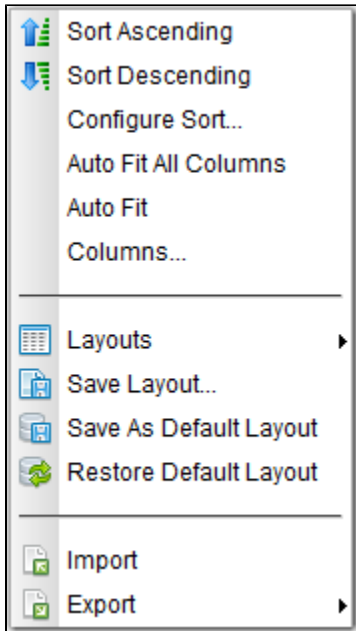 Sort Ascending
Sort Descending
Configure Sort...
Auto Fit All Columns
Auto Fit
Columns...
Layouts
Save Layout...
Save As Default Layout
Restore Default Layout
Import
Export